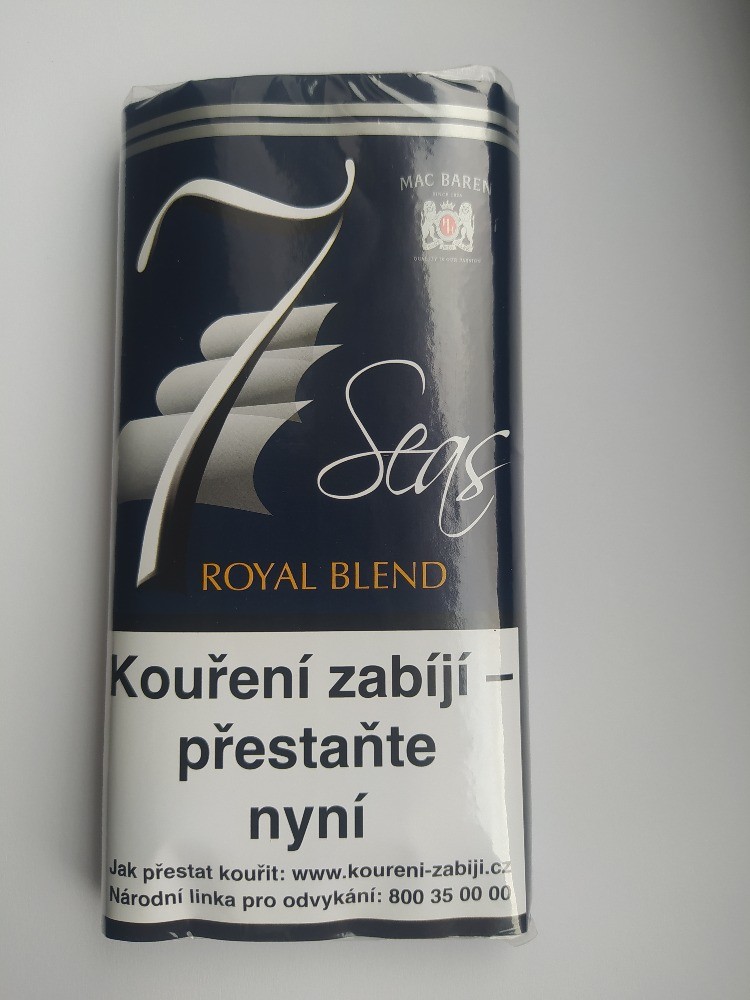 7
MAC BAREN
Seas
ROYAL BLEND
Kouření zabíjí –
přestaňte
nyní
Jak přestat kouřit: www.koureni-zabiji.cz
Národní linka pro odvykání: 800 35 00 00